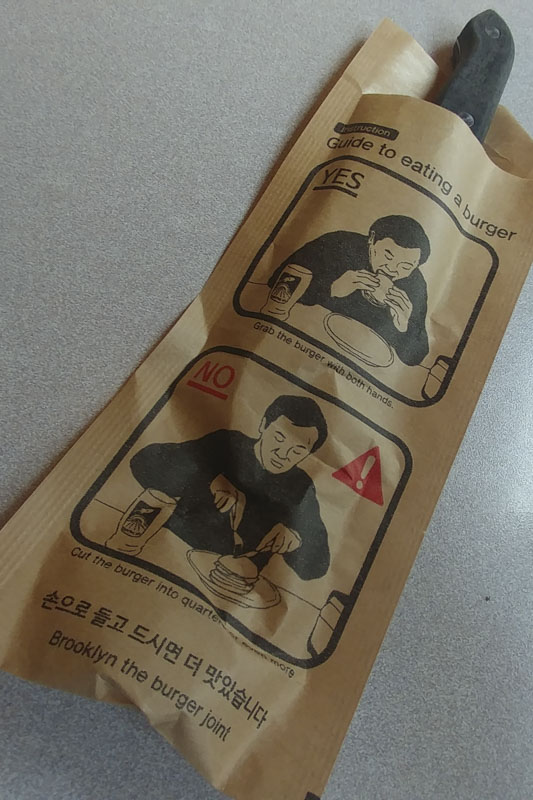 Instruction
Guide to eating a burger
YES
Grab the burger with both hands.
NO
Cut the burger into quarters more
손으로 들고 드시면 더 맛있습니다
Brooklyn the burger joint